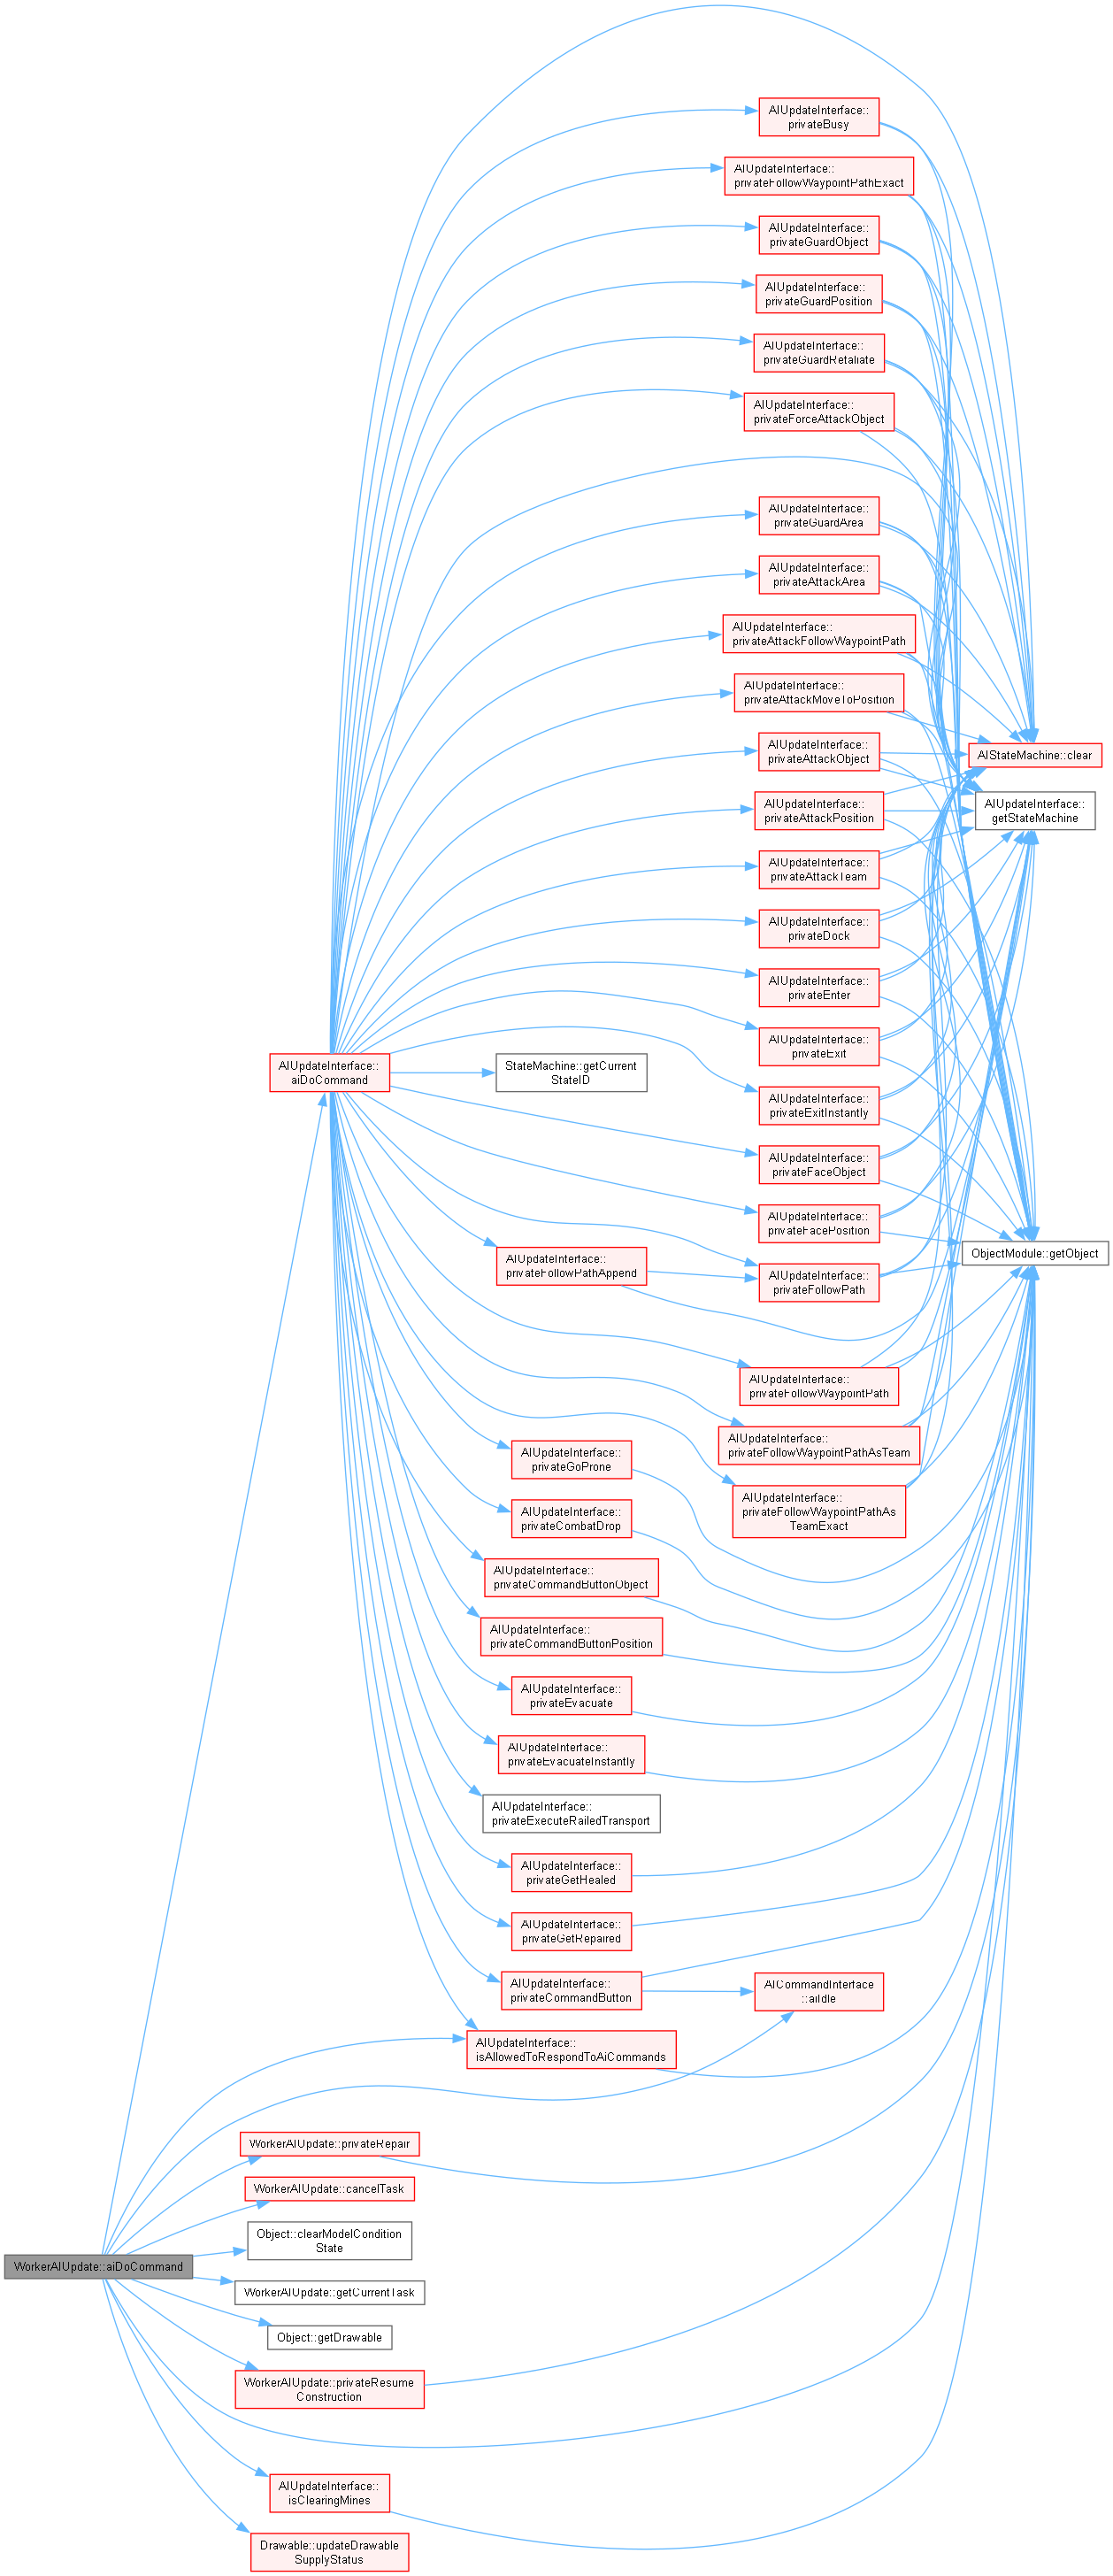 AIUpdateInterface::
privateBusy
AIUpdateInterface::
privateFollowWaypointPathExact
AIUpdateInterface::
privateGuardObject
AIUpdateInterface::
privateGuardPosition
AIUpdateInterface::
privateGuardRetaliate
AIUpdateInterface::
privateForceAttackObject
AIUpdateInterface::
privateGuardArea
AIUpdateInterface::
privateAttackArea
AIUpdateInterface::
privateAttackFollowWaypointPath
AIUpdateInterface::
privateAttackMoveToPosition
AIUpdateInterface::
privateAttackObject
AIStateMachine::clear
AIUpdateInterface::
privateAttackPosition
AIUpdateInterface::
getStateMachine
AIUpdateInterface::
privateAttackTeam
AIUpdateInterface::
privateDock
AIUpdateInterface::
privateEnter
AIUpdateInterface::
privateExit
AIUpdateInterface::
aiDoCommand
StateMachine::getCurrent
StateID
AIUpdateInterface::
privateExitInstantly
AIUpdateInterface::
privateFaceObject
AIUpdateInterface::
privateFacePosition
ObjectModule::getObject
AIUpdateInterface::
privateFollowPathAppend
AIUpdateInterface::
privateFollowPath
AIUpdateInterface::
privateFollowWaypointPath
AIUpdateInterface::
privateFollowWaypointPathAsTeam
AIUpdateInterface::
privateGoProne
AIUpdateInterface::
privateFollowWaypointPathAs
TeamExact
AIUpdateInterface::
privateCombatDrop
AIUpdateInterface::
privateCommandButtonObject
AIUpdateInterface::
privateCommandButtonPosition
AIUpdateInterface::
privateEvacuate
AIUpdateInterface::
privateEvacuateInstantly
AIUpdateInterface::
privateExecuteRailedTransport
AIUpdateInterface::
privateGetHealed
AIUpdateInterface::
privateGetRepaired
AIUpdateInterface::
privateCommandButton
AICommandInterface
::aiIdle
AIUpdateInterface::
isAllowedToRespondToAiCommands
WorkerAIUpdate::privateRepair
WorkerAIUpdate::cancelTask
Object::clearModelCondition
State
WorkerAIUpdate::aiDoCommand
WorkerAIUpdate::getCurrentTask
Object::getDrawable
WorkerAIUpdate::privateResume
Construction
AIUpdateInterface::
isClearingMines
Drawable::updateDrawable
SupplyStatus